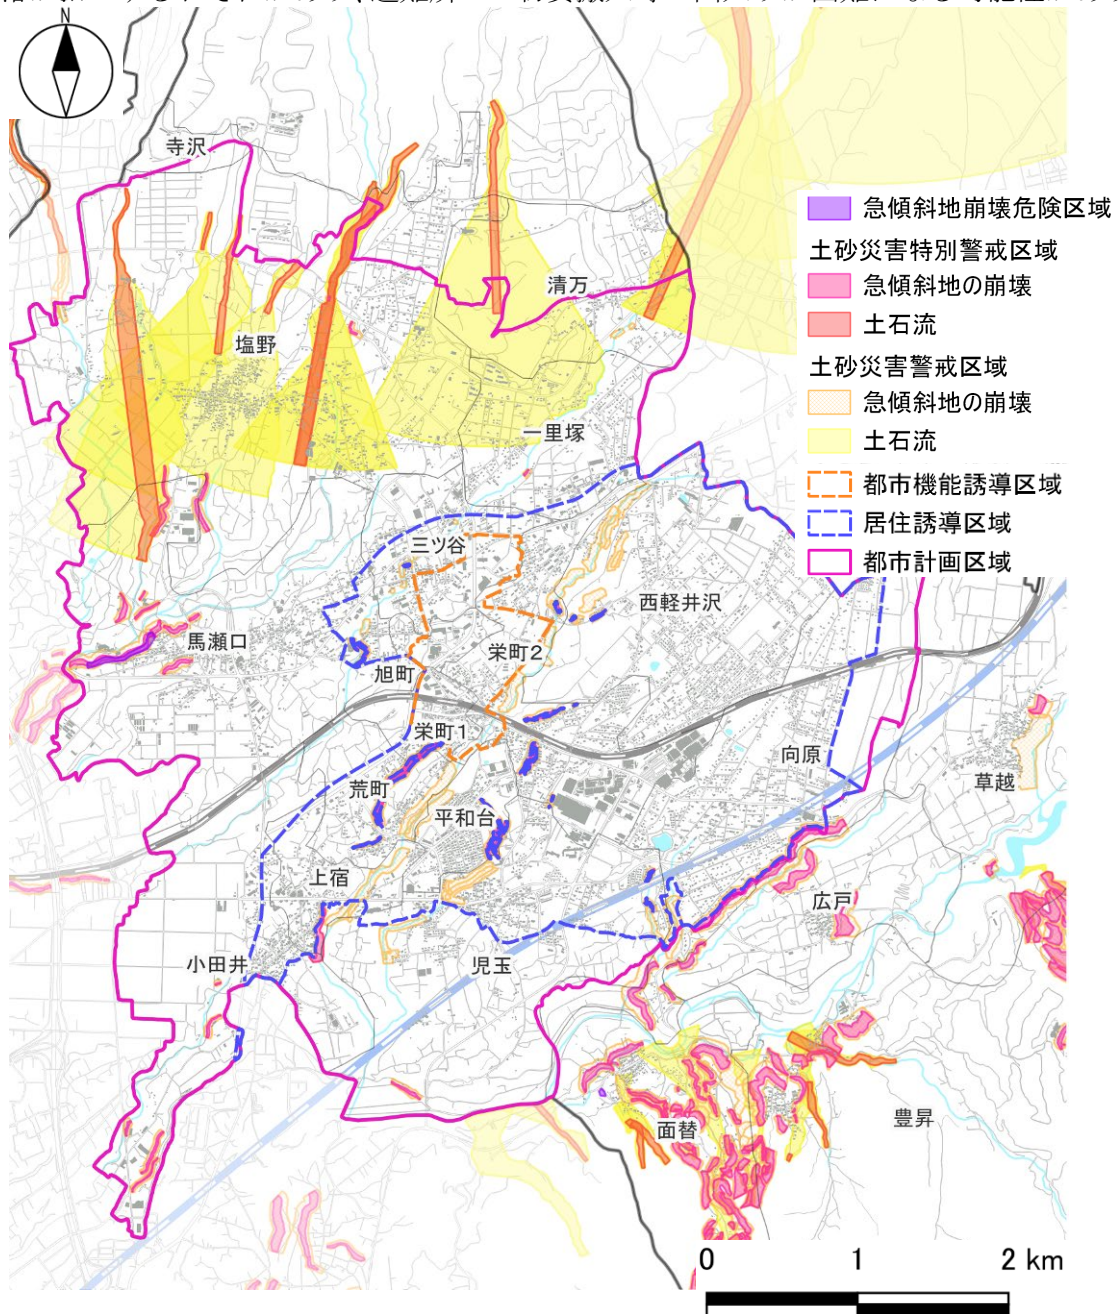 N
寺沢
急傾斜地崩壊危険区域
土砂災害特別警戒区域
急傾斜地の崩壊
土石流
土砂災害警戒区域
急傾斜地の崩壊
土石流
都市機能誘導区域
居住誘導区域
都市計画区域
清万
塩野
一里塚
三ツ谷
西軽井沢
馬瀬口
栄町2
旭町
栄町1
向原
草越
荒町
平和台
上宿
広戸
小田井
児玉
豊昇
面替
0 1 2 km